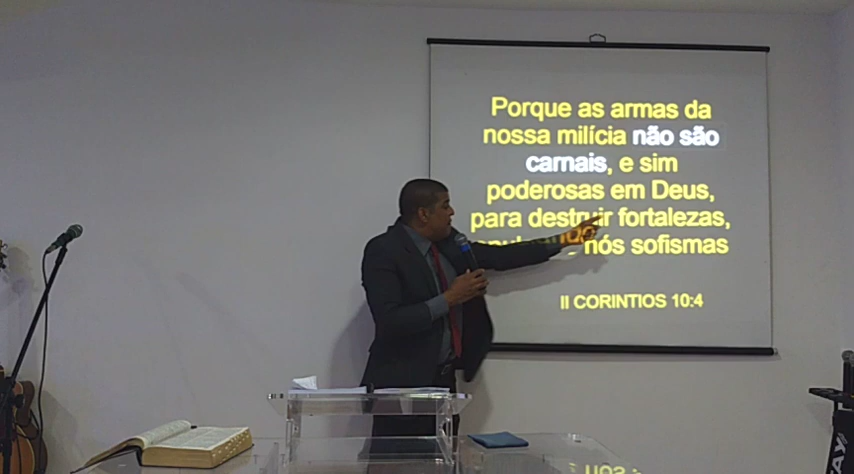 Porque as armas da
nossa milícia não são
carnais, e sim
poderosas em Deus,
para destruir fortalezas,
nós sofismas
II CORINTIOS 10:4